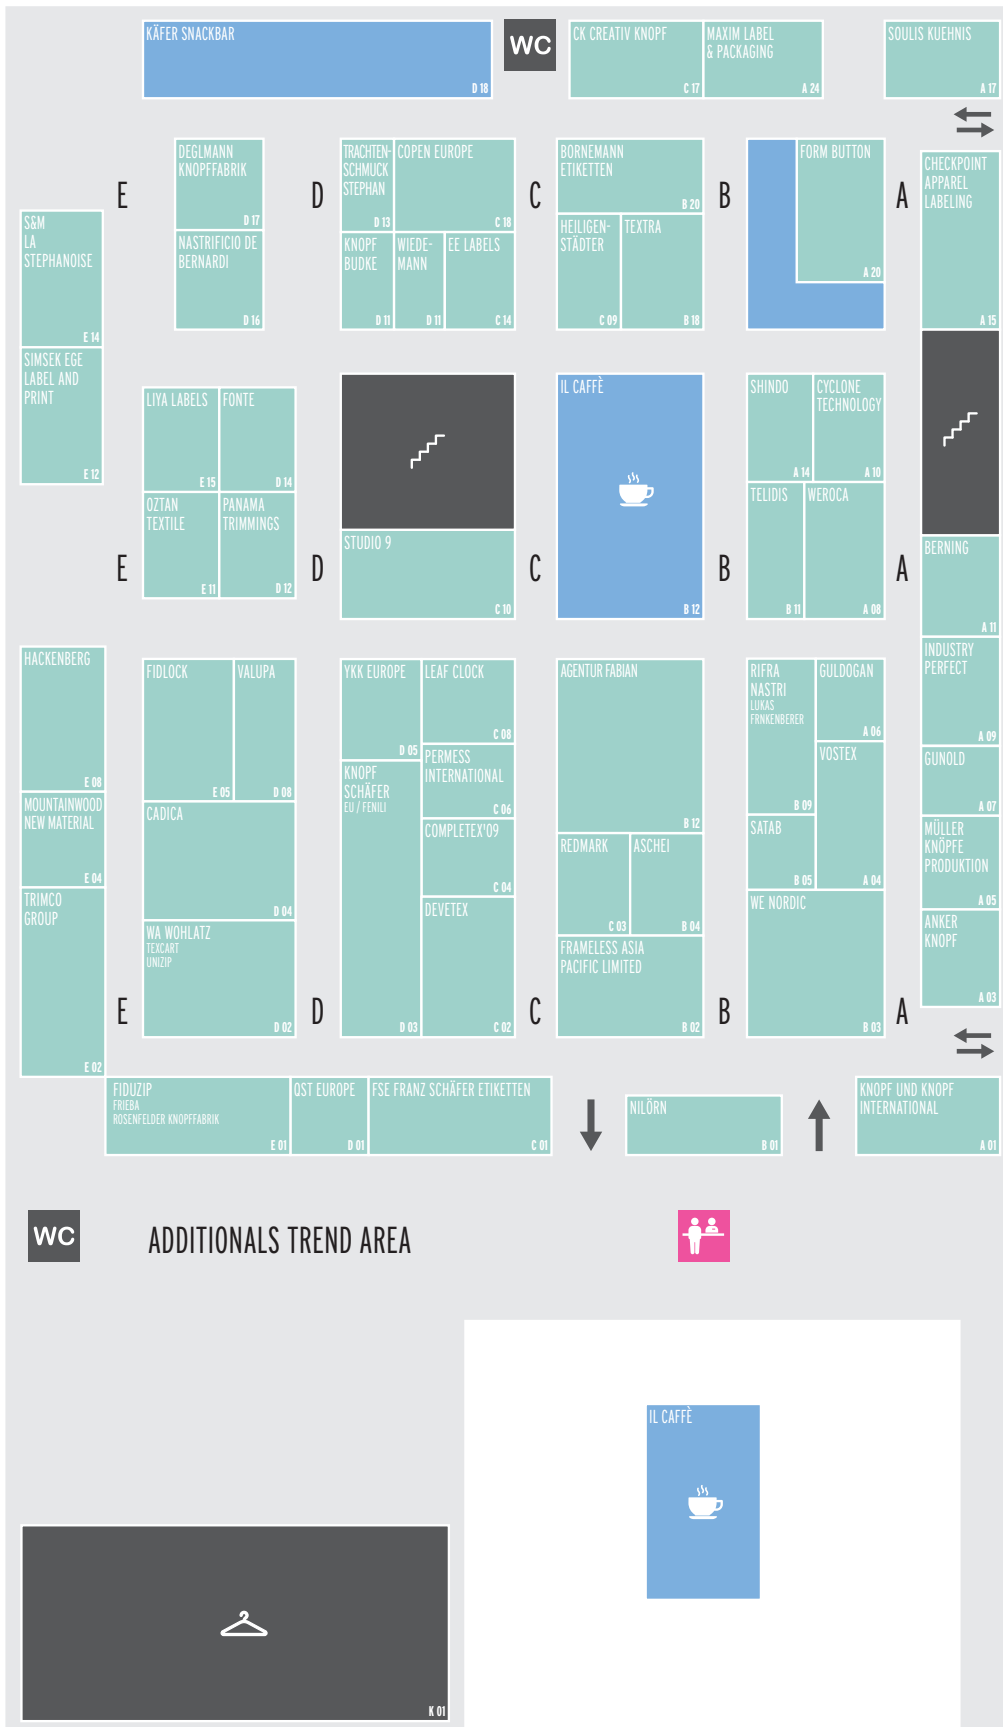 KÄFER SNACKBAR
D 18
WC
CK CREATIV KNOPF
C 17
MAXIM LABEL
& PACKAGING
A 24
SOULIS KUEHNIS
A 17
E
DEGLMANN
KNOPFFABRIK
D 17
NASTRIFICIO DE
BERNARDI
D 16
D
TRACHTEN-
SCHMUCK
STEPHAN
D 13
COPEN EUROPE
C 18
KNOPF
BUDKE
D 11
WIEDE-
MANN
D 11
EE LABELS
C 14
C
BORNEMANN
ETIKETTEN
B 20
HEILIGEN-
STÄDTER
C 09
TEXTRA
B 18
B
FORM BUTTON
A 20
A
CHECKPOINT
APPAREL
LABELING
A 15
S&M
LA
STEPHANOISE
E 14
SIMSEK EGE
LABEL AND
PRINT
E 12
LIYA LABELS
E 15
FONTE
D 14
OZTAN
TEXTILE
E 11
PANAMA
TRIMMINGS
D 12
E
D
STUDIO 9
C 10
C
IL CAFFÈ
B 12
B
SHINDO
A 14
CYCLONE
TECHNOLOGY
A 10
TELIDIS
B 11
WEROCA
A 08
A
BERNING
A 11
INDUSTRY
PERFECT
A 09
GUNOLD
A 07
MÜLLER
KNÖPFE
PRODUKTION
A 05
ANKER
KNOPF
A 03
HACKENBERG
E 08
MOUNTAINWOOD
NEW MATERIAL
E 04
TRIMCO
GROUP
E 02
FIDLOCK
E 05
VALUPA
D 08
CADICA
D 04
WA WOHLATZ
TEXCART
UNIZIP
D 02
YKK EUROPE
D 05
LEAF CLOCK
C 08
PERMESS
INTERNATIONAL
C 06
KNOPF
SCHÄFER
EU / FENILI
D 03
COMPLETEX'09
C 04
DEVETEX
C 02
AGENTUR FABIAN
B 12
REDMARK
C 03
ASCHEI
B 04
FRAMELESS ASIA
PACIFIC LIMITED
B 02
RIFRA
NASTRI
LUKAS
FRNKENBERER
B 09
GULDOGAN
A 06
VOSTEX
A 04
SATAB
B 05
WE NORDIC
B 03
E
D
C
B
A
FIDUZIP
FRIEBA
ROSENFELDER KNOPFFABRIK
E 01
QST EUROPE
D 01
FSE FRANZ SCHÄFER ETIKETTEN
C 01
NILÖRN
B 01
KNOPF UND KNOPF
INTERNATIONAL
A 01
WC
ADDITIONALS TREND AREA
IL CAFFÈ
K 01